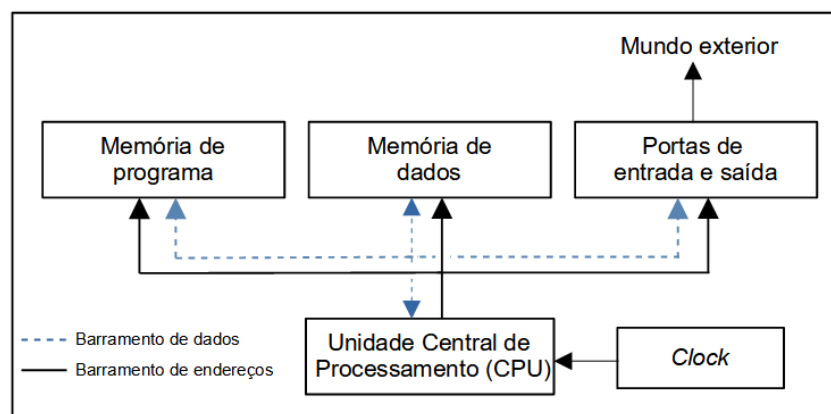 Mundo exterior
Memória de
programa
Memória de
dados
Portas de
entrada e saída
Barramento de dados
Barramento de endereços
Unidade Central de
Processamento (CPU)
Clock